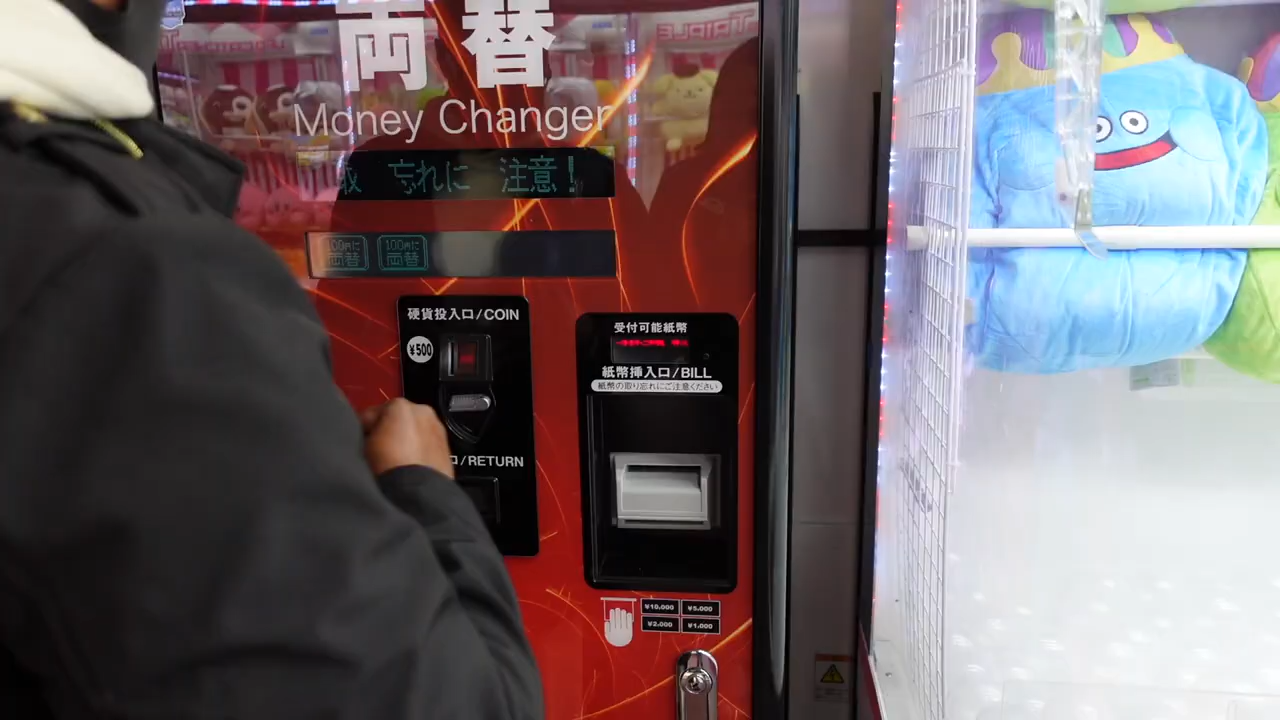 両替
Money Changer
取 忘れに 注意!
100円に
両替
100円に
両替
硬貨投入口/COIN
¥500
口/RETURN
受付可能紙幣
紙幣挿入口/BILL
紙幣の取り忘れにご注意ください
¥10,000 ¥5,000
¥2,000 ¥1,000
TRIPLE